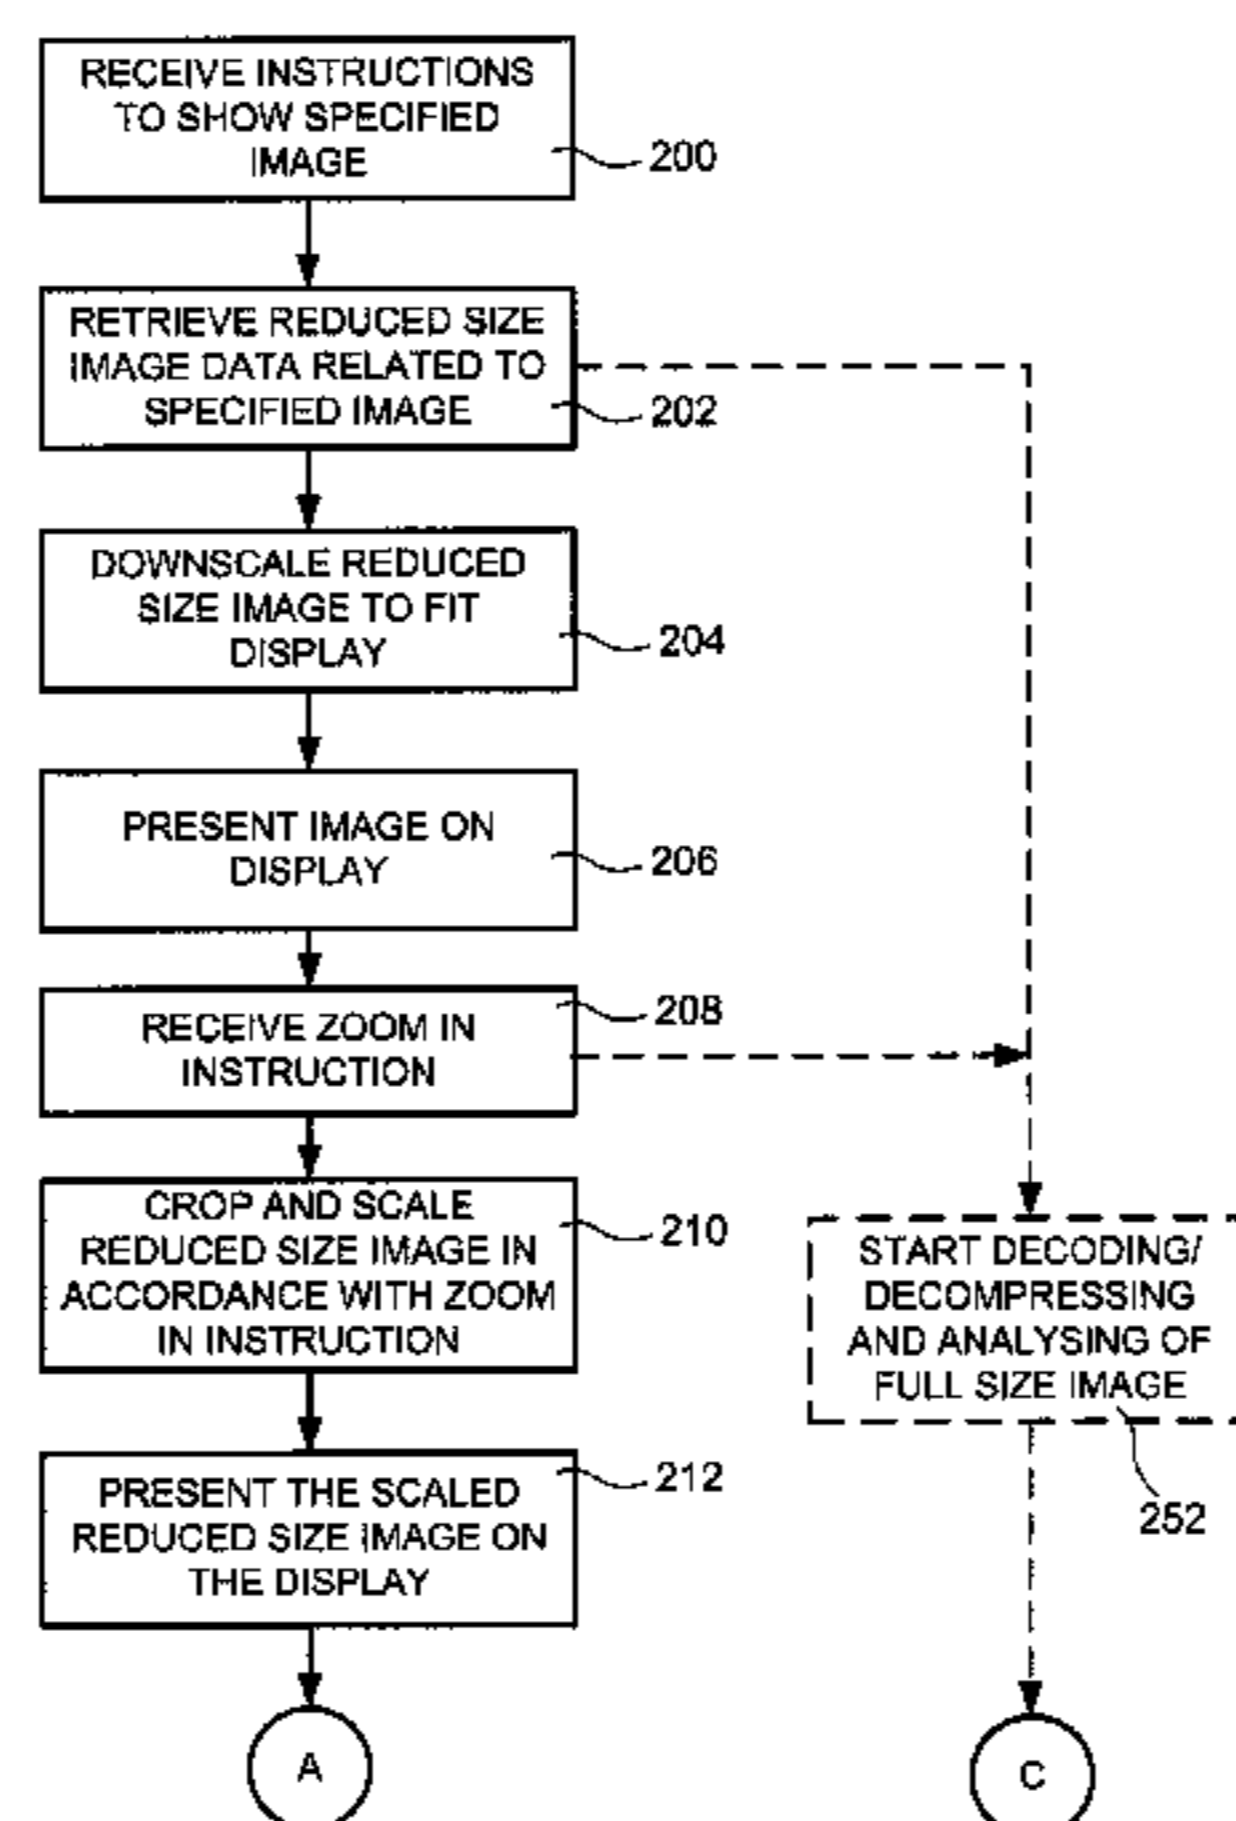 RECEIVE INSTRUCTIONS
TO SHOW SPECIFIED
IMAGE
200
RETRIEVE REDUCED SIZE
IMAGE DATA RELATED TO
SPECIFIED IMAGE
202
DOWNSCALE REDUCED
SIZE IMAGE TO FIT
DISPLAY
204
PRESENT IMAGE ON
DISPLAY
206
RECEIVE ZOOM IN
INSTRUCTION
208
CROP AND SCALE
REDUCED SIZE IMAGE IN
ACCORDANCE WITH ZOOM
IN INSTRUCTION
210
START DECODING/
DECOMPRESSING
AND ANALYSING OF
FULL SIZE IMAGE
252
PRESENT THE SCALED
REDUCED SIZE IMAGE ON
THE DISPLAY
212
A
C